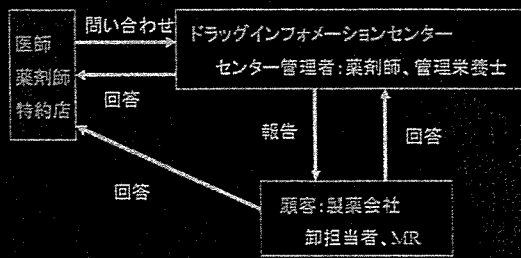 問い合わせ
医師
薬剤師
特約店
ドラッグインフォメーションセンター
センター管理者:薬剤師、管理栄養士
回答
報告
回答
回答
顧客:製薬会社
卸担当者、MR